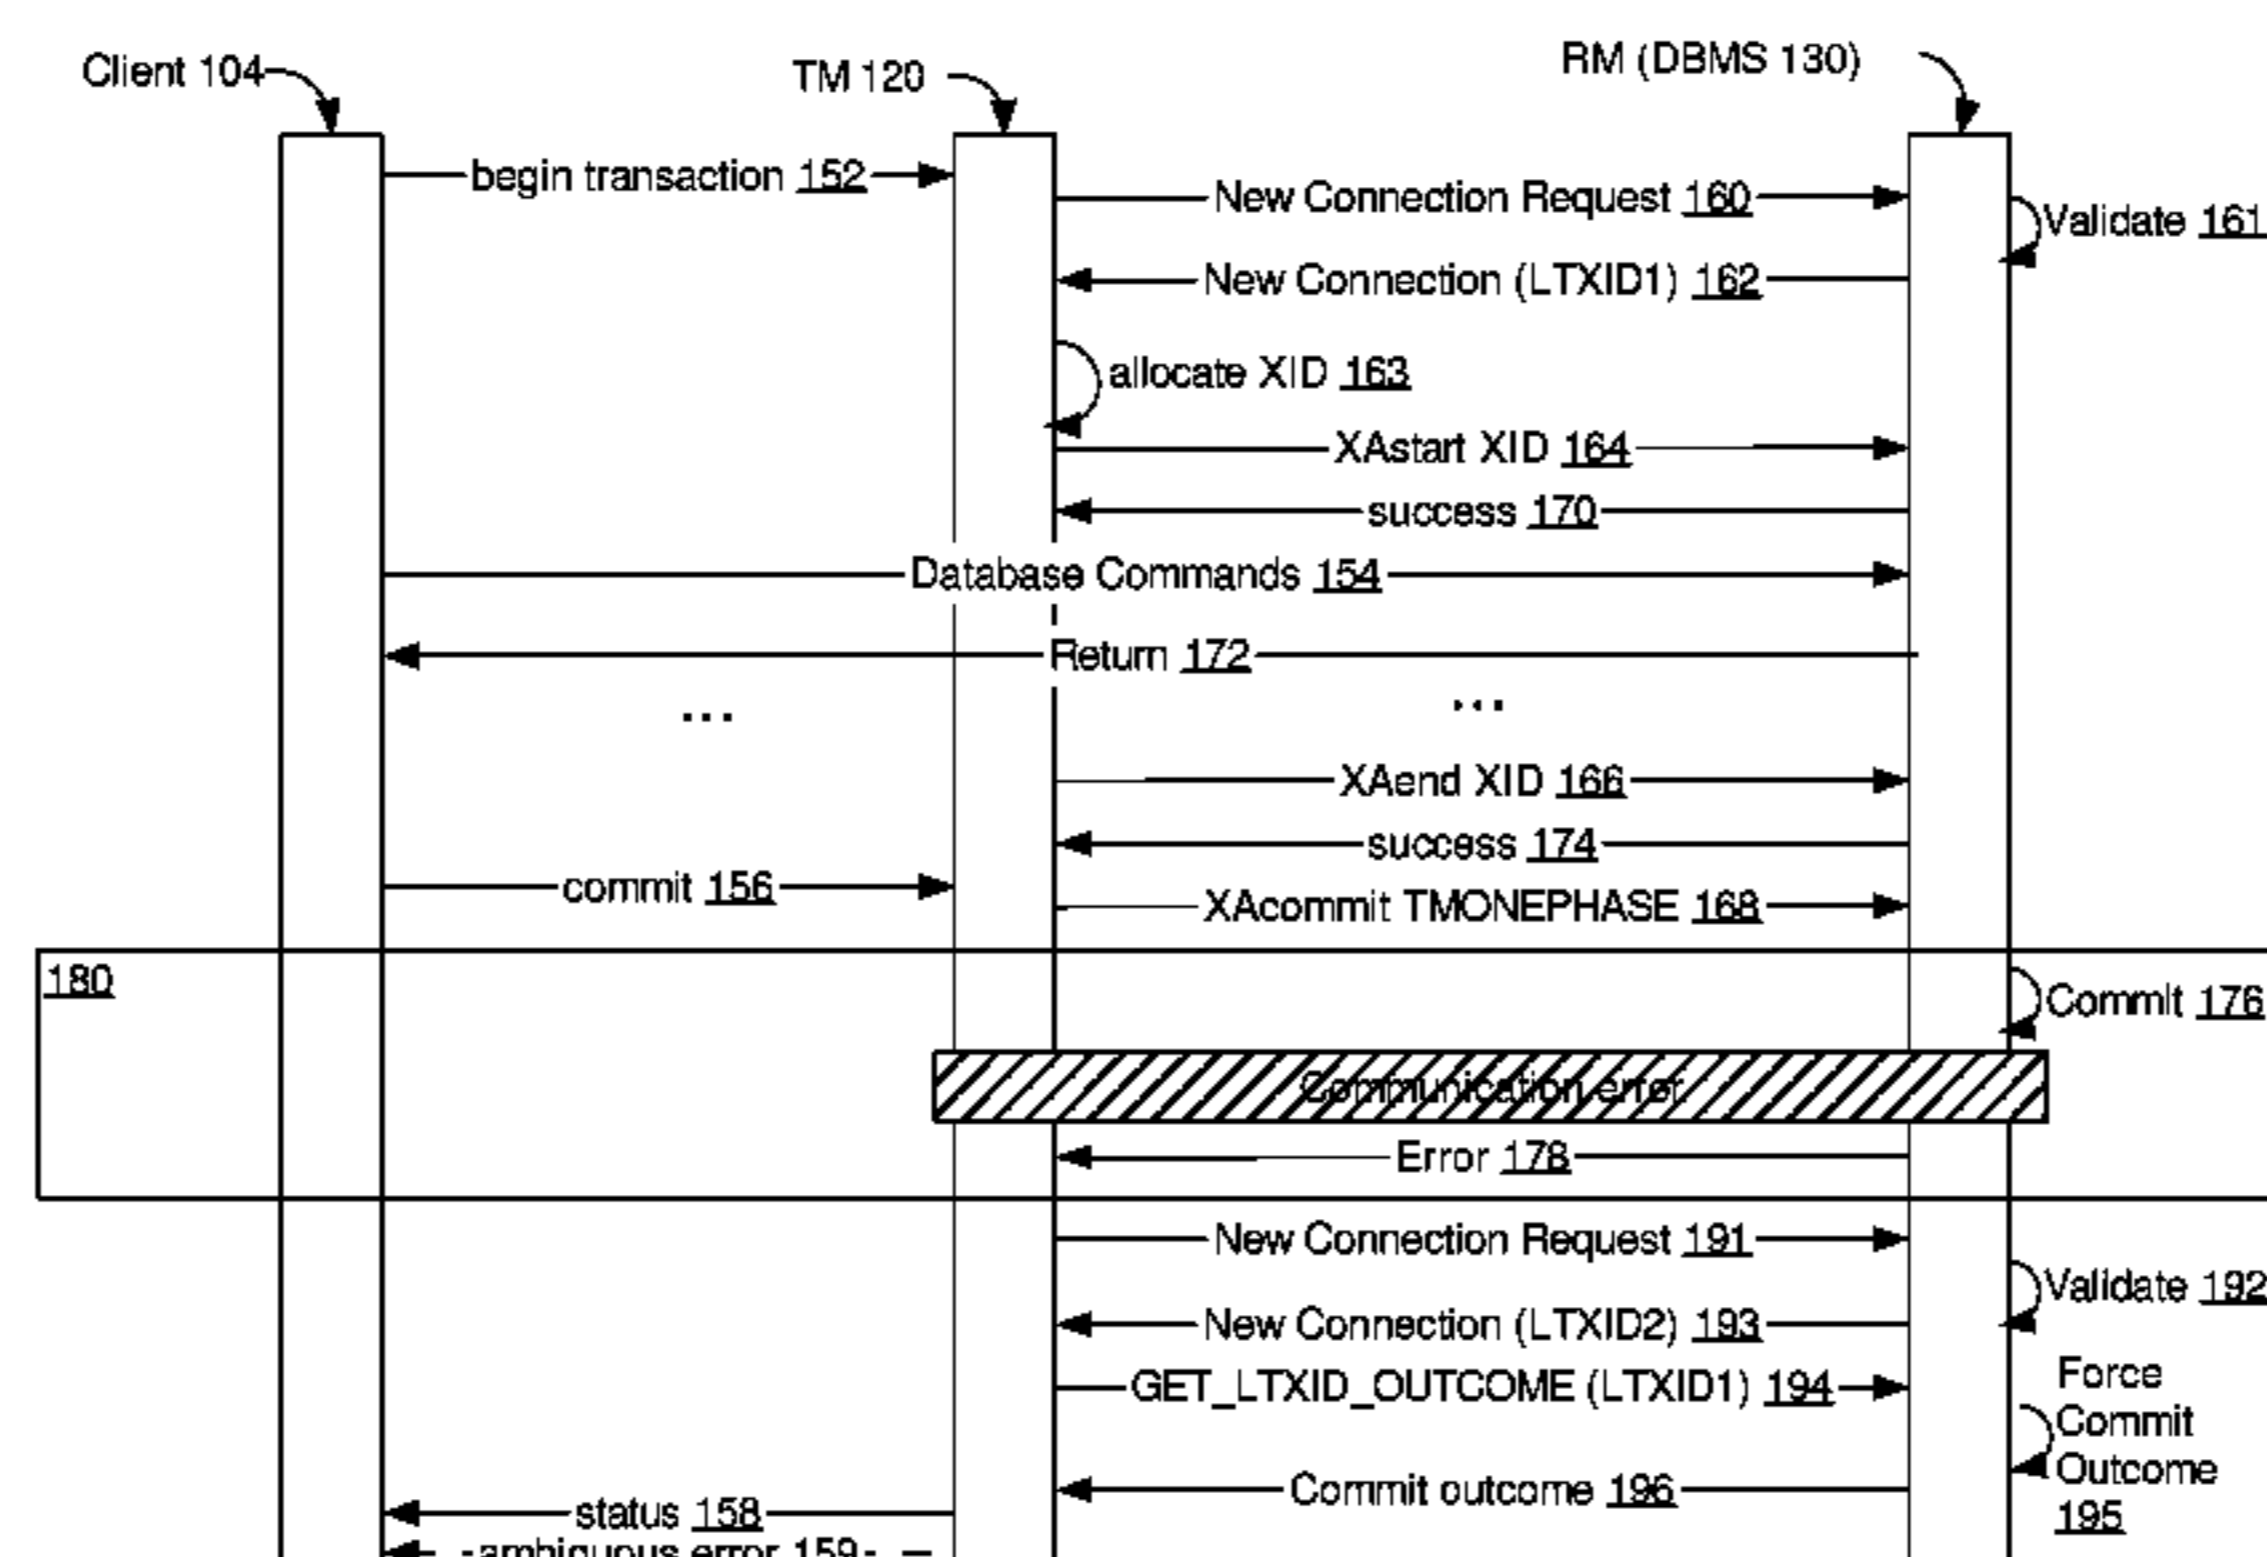 Client 104
TM 120
RM (DBMS 130)
begin transaction 152
New Connection Request 160
Validate 161
New Connection (LTXID1) 162
allocate XID 163
XAstart XID 164
success 170
Database Commands 154
Return 172
...
...
XAend XID 166
success 174
commit 156
XAcommit TMONEPHASE 168
180
Commit 176
Communication error
Error 178
New Connection Request 191
Validate 192
New Connection (LTXID2) 193
GET_LTXID_OUTCOME (LTXID1) 194
Force
Commit
Outcome
195
Commit outcome 196
status 158
ambiguous error 159